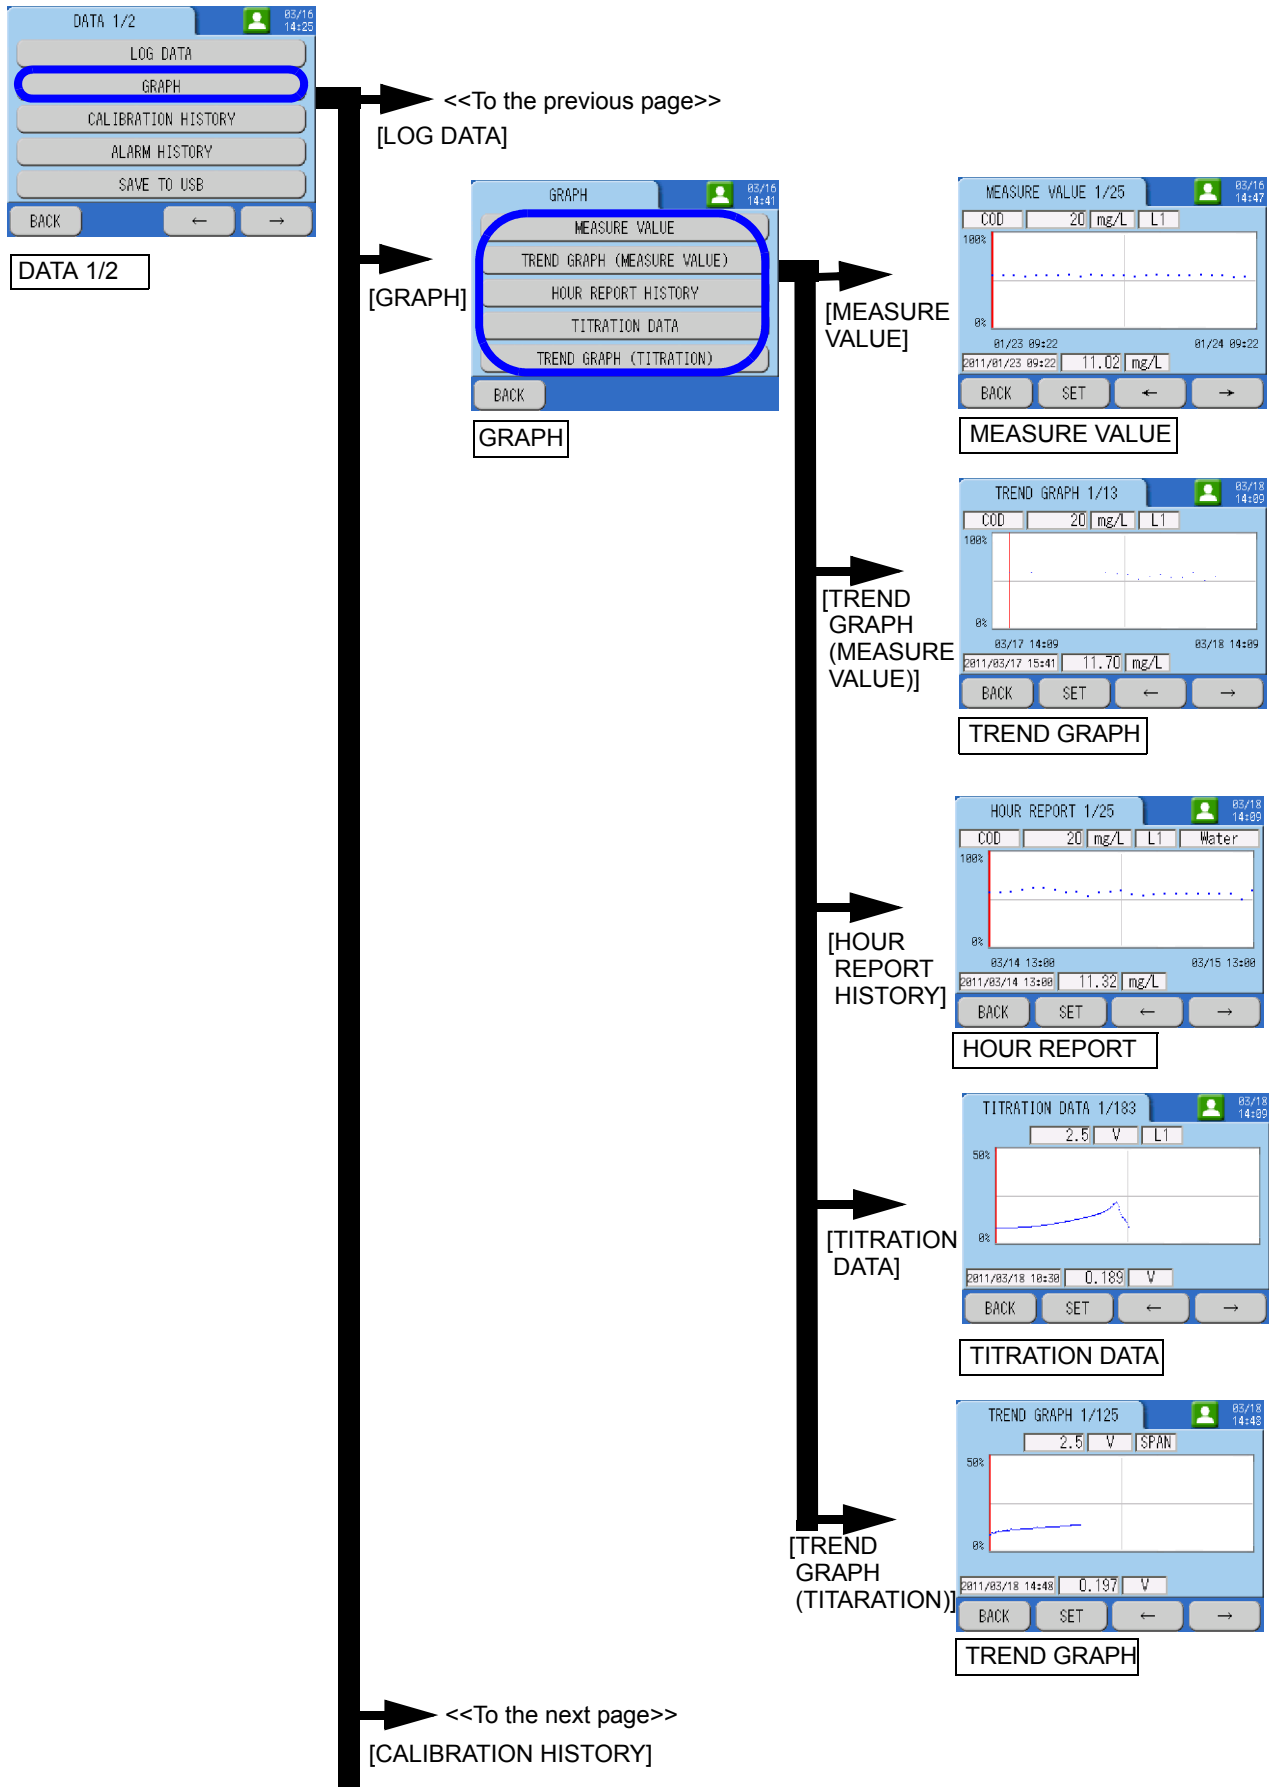 DATA 1/2
03/16
14:25
LOG DATA
GRAPH
CALIBRATION HISTORY
ALARM HISTORY
SAVE TO USB
BACK ← →
DATA 1/2
<<To the previous page>>
[LOG DATA]
[GRAPH]
GRAPH
03/16
14:41
MEASURE VALUE
TREND GRAPH (MEASURE VALUE)
HOUR REPORT HISTORY
TITRATION DATA
TREND GRAPH (TITRATION)
BACK
GRAPH
[MEASURE
VALUE]
MEASURE VALUE 1/25
03/16
14:47
COD 20 mg/L L1
100%
0%
01/23 09:22 01/24 09:22
2011/01/23 09:22 11.02 mg/L
BACK SET ← →
MEASURE VALUE
[TREND
GRAPH
(MEASURE
VALUE)]
TREND GRAPH 1/13
03/18
14:09
COD 20 mg/L L1
100%
0%
03/17 14:09 03/18 14:09
2011/03/17 15:41 11.70 mg/L
BACK SET ← →
TREND GRAPH
[HOUR
REPORT
HISTORY]
HOUR REPORT 1/25
03/18
14:09
COD 20 mg/L L1 Water
100%
0%
03/14 13:00 03/15 13:00
2011/03/14 13:00 11.32 mg/L
BACK SET ← →
HOUR REPORT
[TITRATION
DATA]
TITRATION DATA 1/183
03/18
14:09
2.5 V L1
50%
0%
2011/03/18 10:30 0.189 V
BACK SET ← →
TITRATION DATA
[TREND
GRAPH
(TITARATION)]
TREND GRAPH 1/125
03/18
14:48
2.5 V SPAN
50%
0%
2011/03/18 14:48 0.197 V
BACK SET ← →
TREND GRAPH
<<To the next page>>
[CALIBRATION HISTORY]